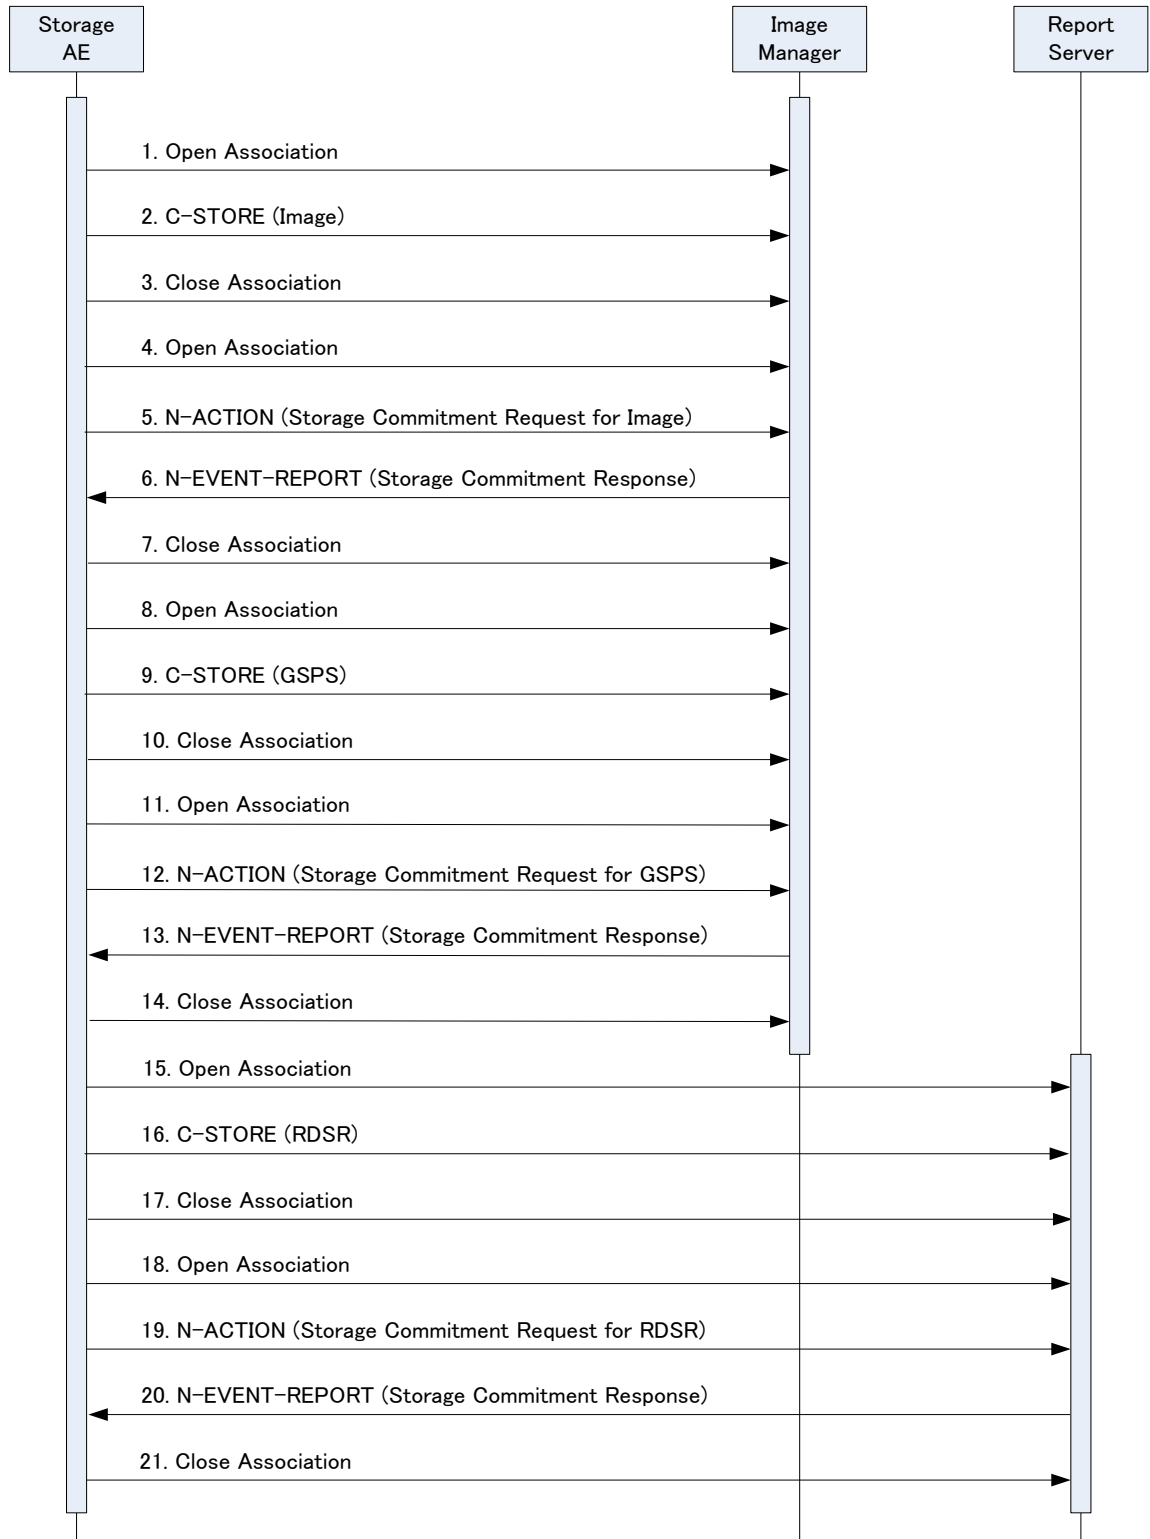 Storage
AE
Image
Manager
Report
Server
1. Open Association
2. C-STORE (Image)
3. Close Association
4. Open Association
5. N-ACTION (Storage Commitment Request for Image)
6. N-EVENT-REPORT (Storage Commitment Response)
7. Close Association
8. Open Association
9. C-STORE (GSPS)
10. Close Association
11. Open Association
12. N-ACTION (Storage Commitment Request for GSPS)
13. N-EVENT-REPORT (Storage Commitment Response)
14. Close Association
15. Open Association
16. C-STORE (RDSR)
17. Close Association
18. Open Association
19. N-ACTION (Storage Commitment Request for RDSR)
20. N-EVENT-REPORT (Storage Commitment Response)
21. Close Association